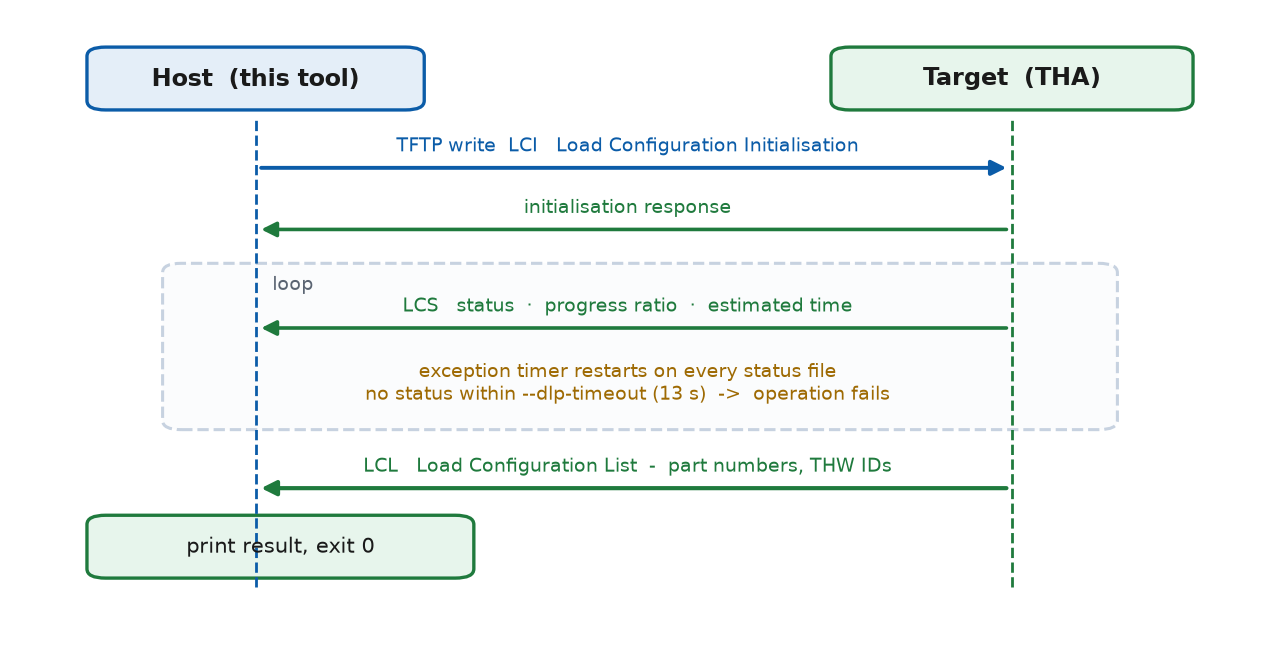 Host  (this tool)
Target  (THA)
TFTP write  LCI   Load Configuration Initialisation
initialisation response
loop
LCS   status  ·  progress ratio  ·  estimated time
exception timer restarts on every status file
no status within --dlp-timeout (13 s)  ->  operation fails
LCL   Load Configuration List  -  part numbers, THW IDs
print result, exit 0